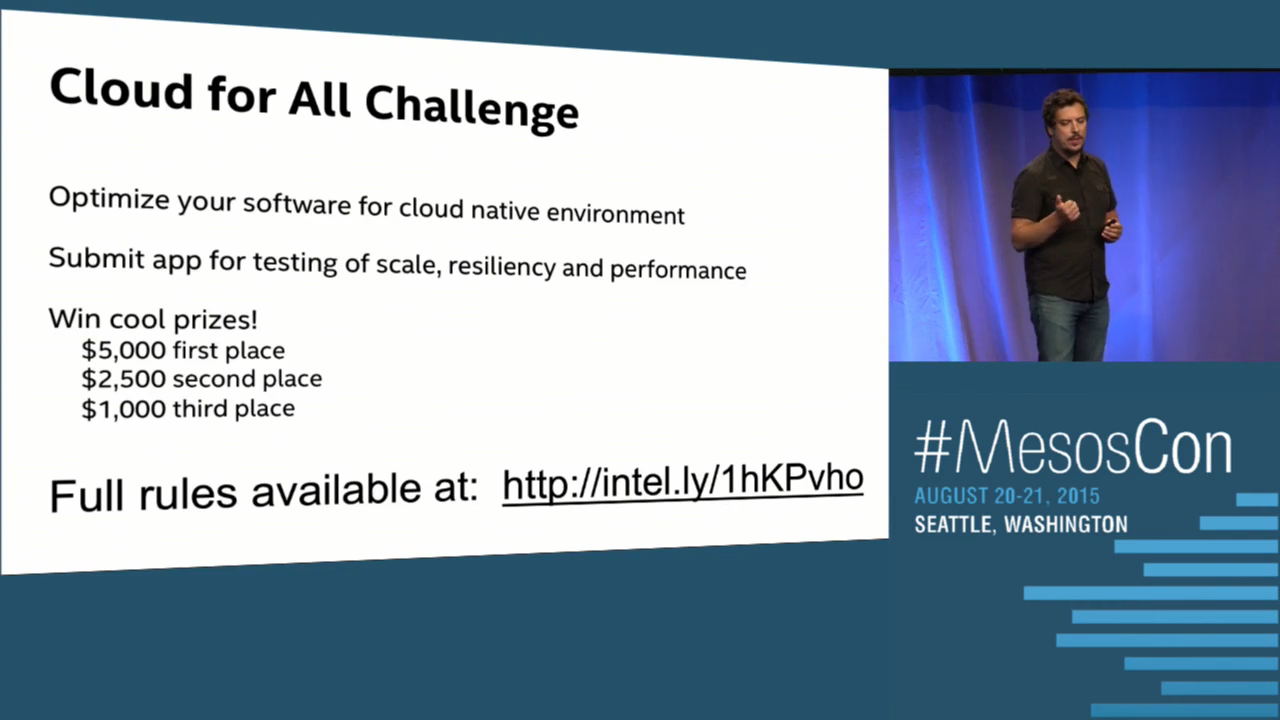 Cloud for All Challenge
Optimize your software for cloud native environment
Submit app for testing of scale, resiliency and performance
Win cool prizes!
$5,000 first place
$2,500 second place
$1,000 third place
Full rules available at: http://intel.ly/1hKPvho
#MesosCon
AUGUST 20-21, 2015
SEATTLE, WASHINGTON